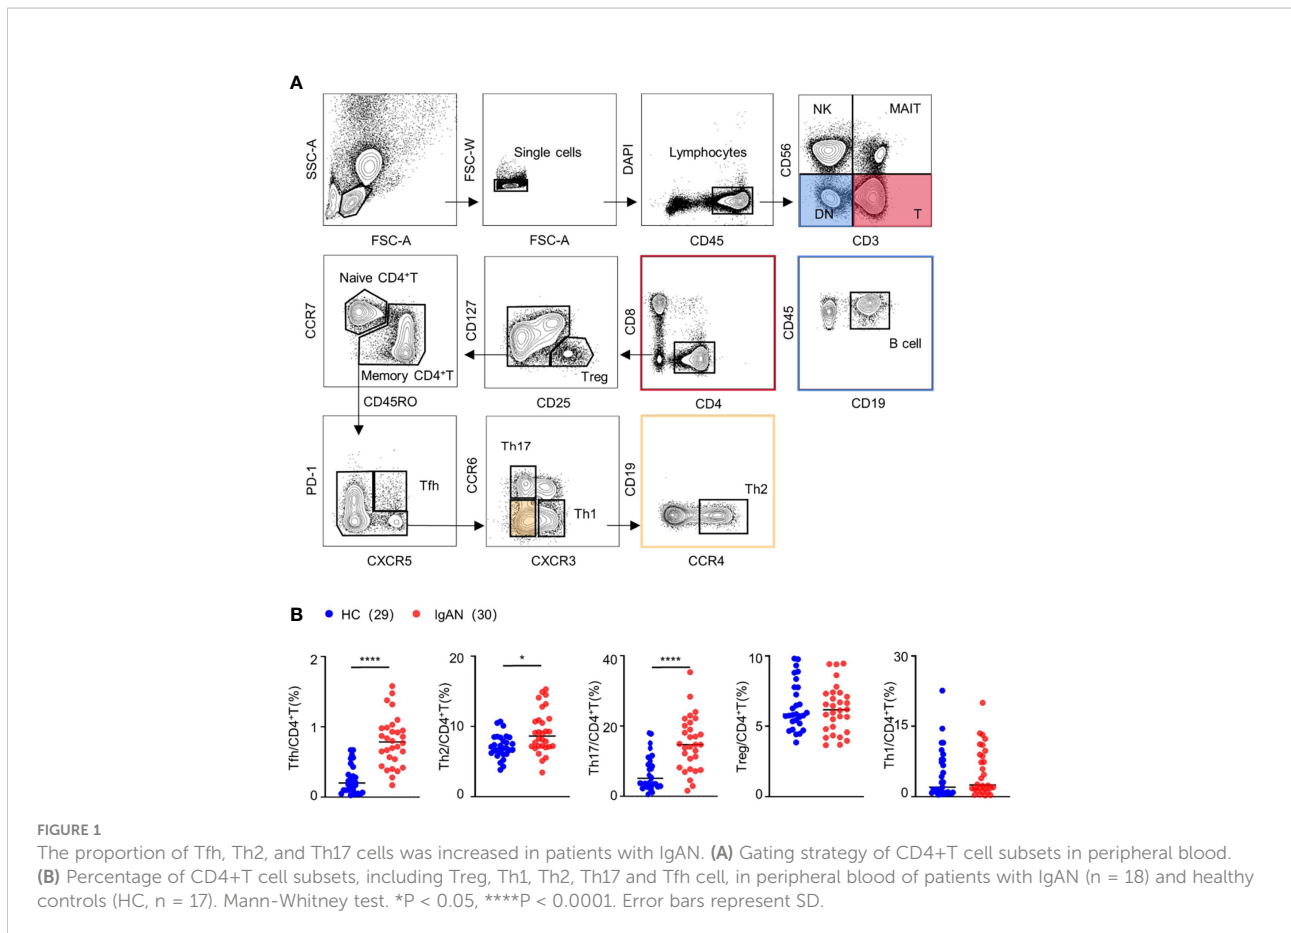 A
SSC-A
FSC-A
FSC-W
Single cells
FSC-A
DAPI
Lymphocytes
CD45
CD56
NK
MAIT
DN
T
CD3
CCR7
Naive CD4⁺T
Memory CD4⁺T
CD45RO
CD127
Treg
CD25
CD8
CD4
CD45
B cell
CD19
PD-1
Tfh
CXCR5
CCR6
Th17
Th1
CXCR3
CD19
Th2
CCR4
B
HC (29)
IgAN (30)
Tfh/CD4⁺T(%)
2
1
0
****
Th2/CD4⁺T(%)
20
10
0
*
Th17/CD4⁺T(%)
40
20
0
****
Treg/CD4⁺T(%)
10
5
0
Th1/CD4⁺T(%)
30
15
0
FIGURE 1
The proportion of Tfh, Th2, and Th17 cells was increased in patients with IgAN. (A) Gating strategy of CD4+T cell subsets in peripheral blood.
(B) Percentage of CD4+T cell subsets, including Treg, Th1, Th2, Th17 and Tfh cell, in peripheral blood of patients with IgAN (n = 18) and healthy
controls (HC, n = 17). Mann-Whitney test. *P < 0.05, ****P < 0.0001. Error bars represent SD.